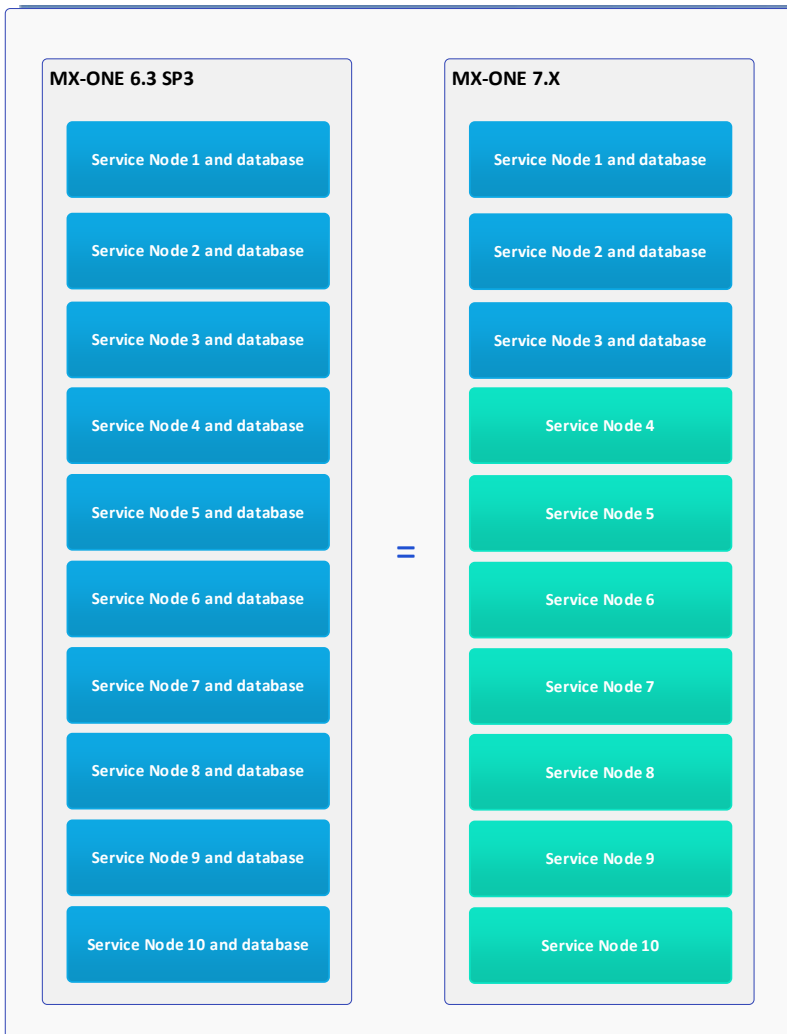 MX-ONE 6.3 SP3
Service Node 1 and database
Service Node 2 and database
Service Node 3 and database
Service Node 4 and database
Service Node 5 and database
Service Node 6 and database
Service Node 7 and database
Service Node 8 and database
Service Node 9 and database
Service Node 10 and database
=
MX-ONE 7.X
Service Node 1 and database
Service Node 2 and database
Service Node 3 and database
Service Node 4
Service Node 5
Service Node 6
Service Node 7
Service Node 8
Service Node 9
Service Node 10